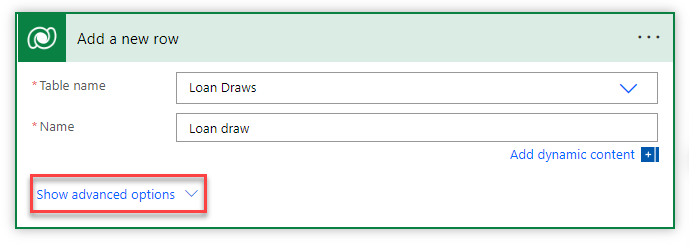 Add a new row
* Table name
Loan Draws
* Name
Loan draw
Add dynamic content
Show advanced options